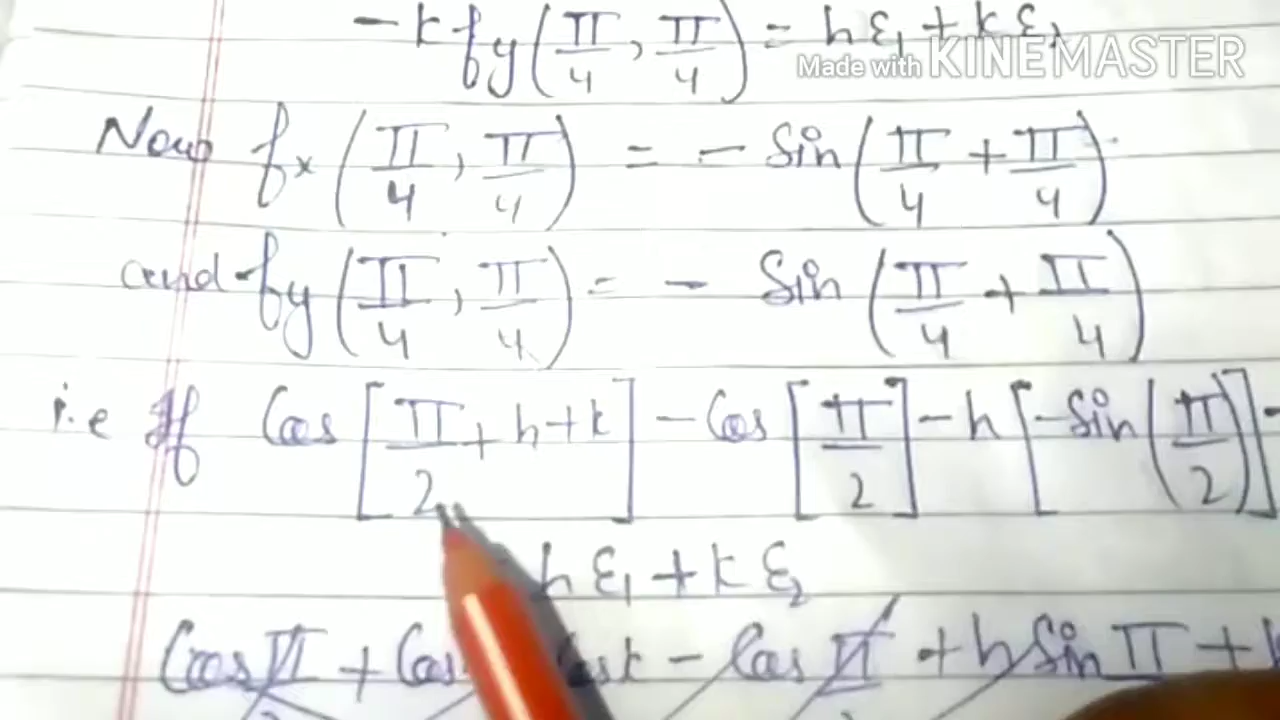 -k fy(π/4, π/4) = hε₁ + kε₂
Made with KINEMASTER
Now fx(π/4, π/4) = - Sin(π/4 + π/4)
and fy(π/4, π/4) = - Sin(π/4 + π/4)
i.e If Cos[π/2 + h+k] - Cos[π/2] - h[-Sin(π/2)] -
hε₁ + kε₂
Cos π + Cos k - Cos π + h Sin π +